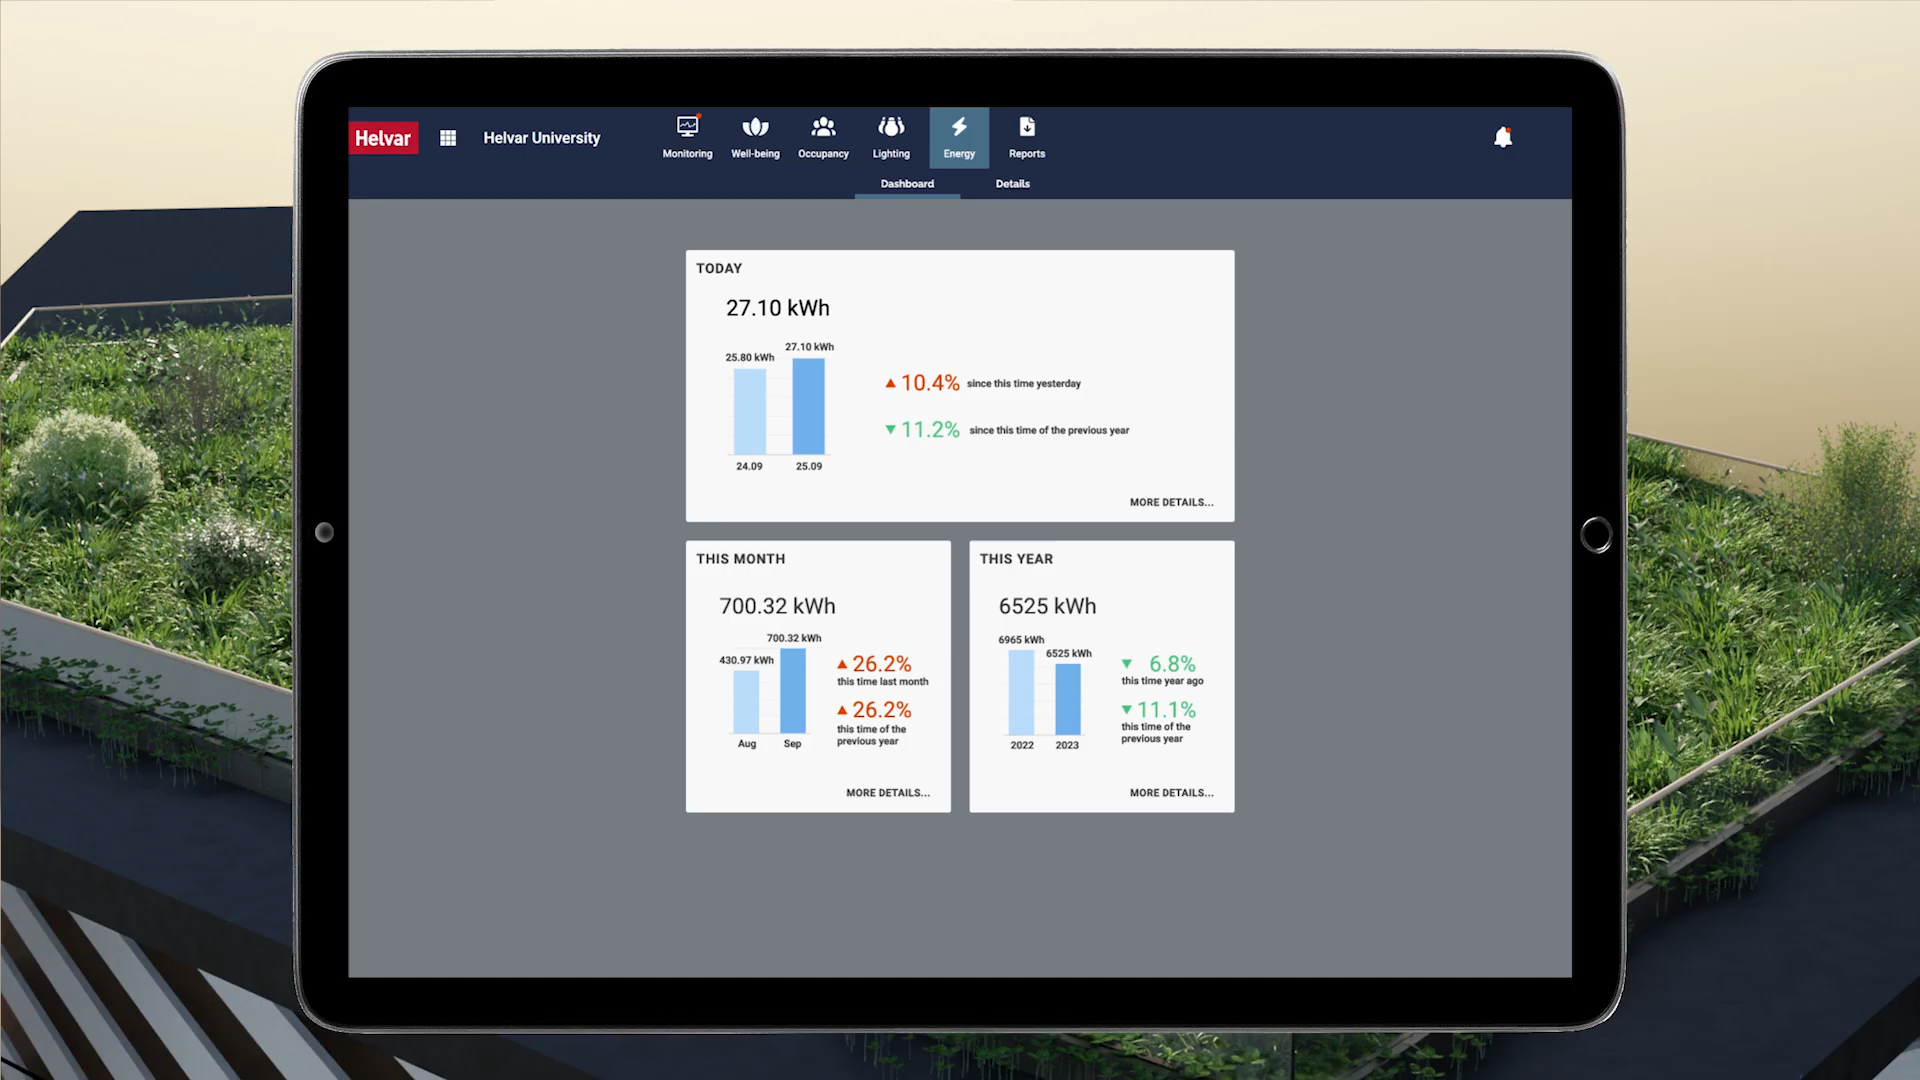 Helvar
Helvar University
Monitoring
Well-being
Occupancy
Lighting
Energy
Reports
Dashboard
Details
TODAY
27.10 kWh
25.80 kWh
27.10 kWh
24.09
25.09
▲ 10.4% since this time yesterday
▼ 11.2% since this time of the previous year
MORE DETAILS...
THIS MONTH
700.32 kWh
430.97 kWh
700.32 kWh
Aug
Sep
▲ 26.2%
this time last month
▲ 26.2%
this time of the
previous year
MORE DETAILS...
THIS YEAR
6525 kWh
6965 kWh
6525 kWh
2022
2023
▼ 6.8%
this time year ago
▼ 11.1%
this time of the
previous year
MORE DETAILS...